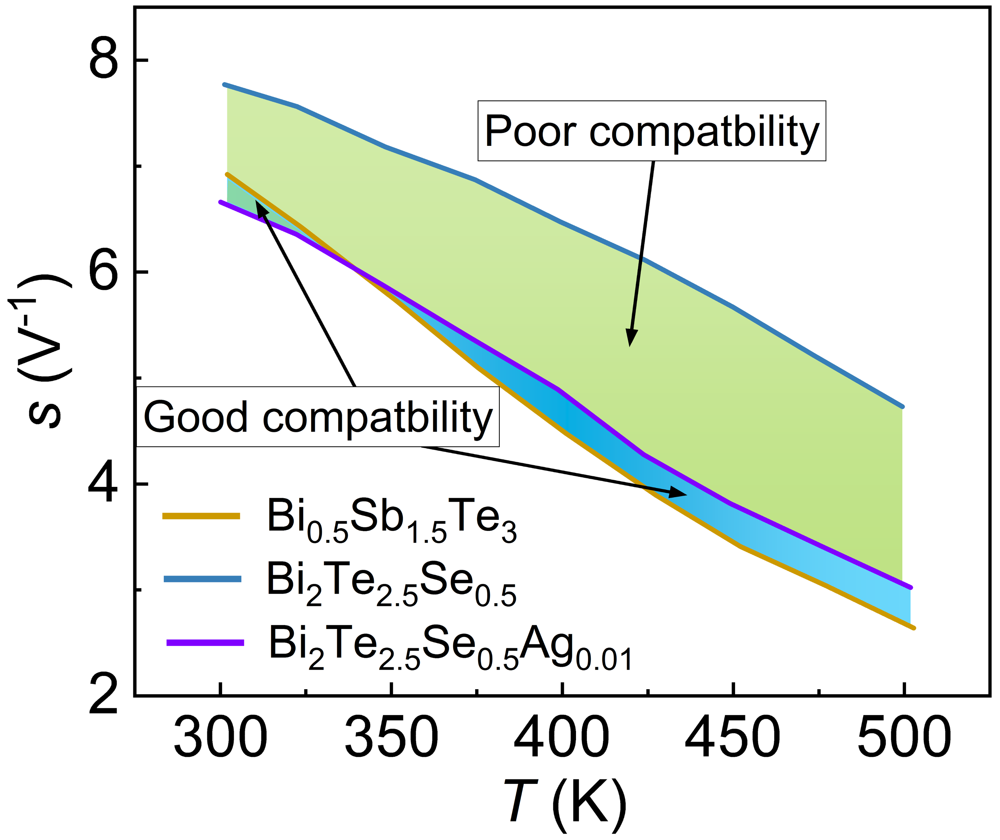 8
6
4
2
s (V-1)
Poor compatbility
Good compatbility
Bi0.5Sb1.5Te3
Bi2Te2.5Se0.5
Bi2Te2.5Se0.5Ag0.01
300 350 400 450 500
T (K)